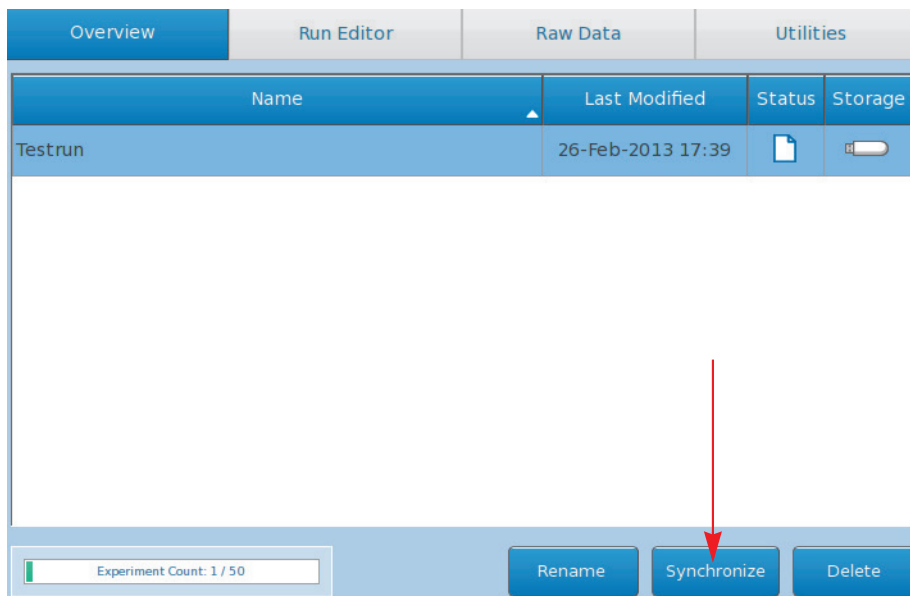 Overview Run Editor Raw Data Utilities
Name Last Modified Status Storage
Testrun 26-Feb-2013 17:39
Experiment Count: 1 / 50 Rename Synchronize Delete